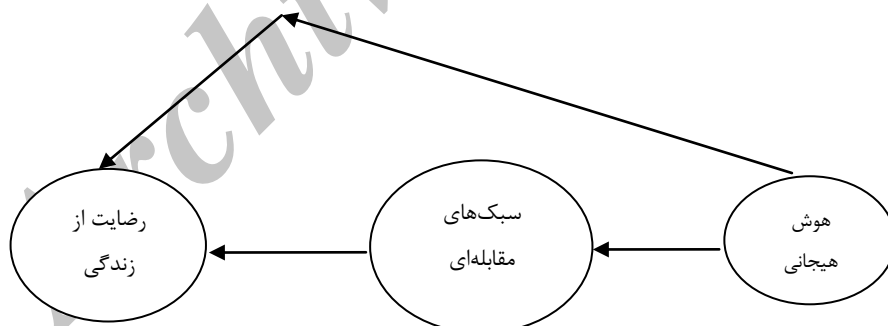 هوش
هیجانی
سبک‌های
مقابله‌ای
رضایت از
زندگی